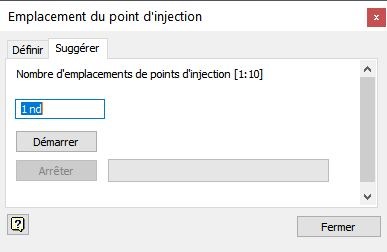 Emplacement du point d'injection
x
Définir
Suggérer
Nombre d'emplacements de points d'injection [1:10]
1 nd
Démarrer
Arrêter
?
Fermer